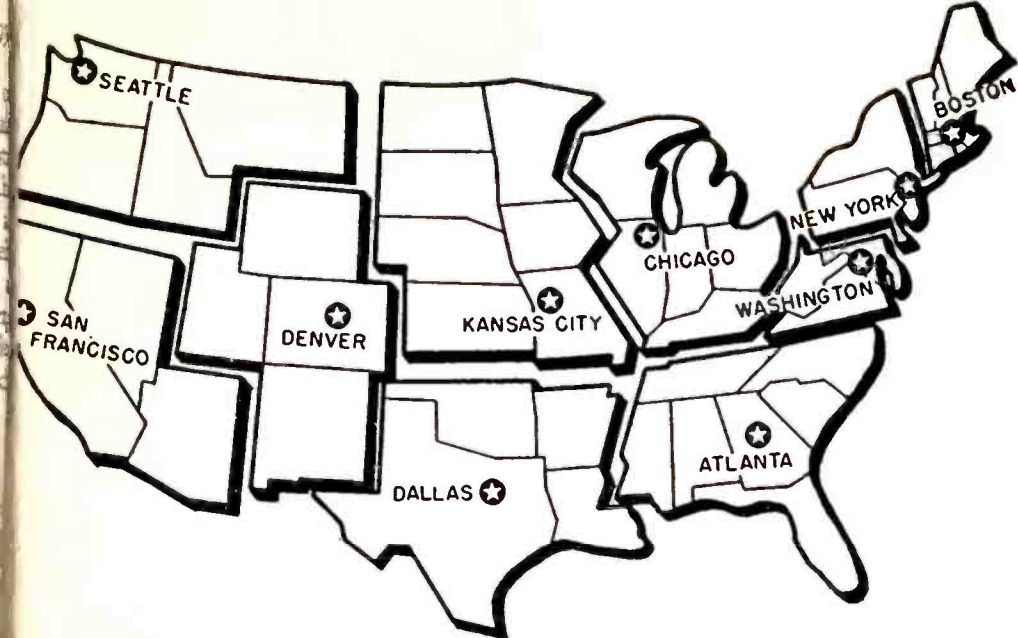 SEATTLE
BOSTON
NEW YORK
CHICAGO
WASHINGTON
SAN
FRANCISCO
DENVER
KANSAS CITY
ATLANTA
DALLAS